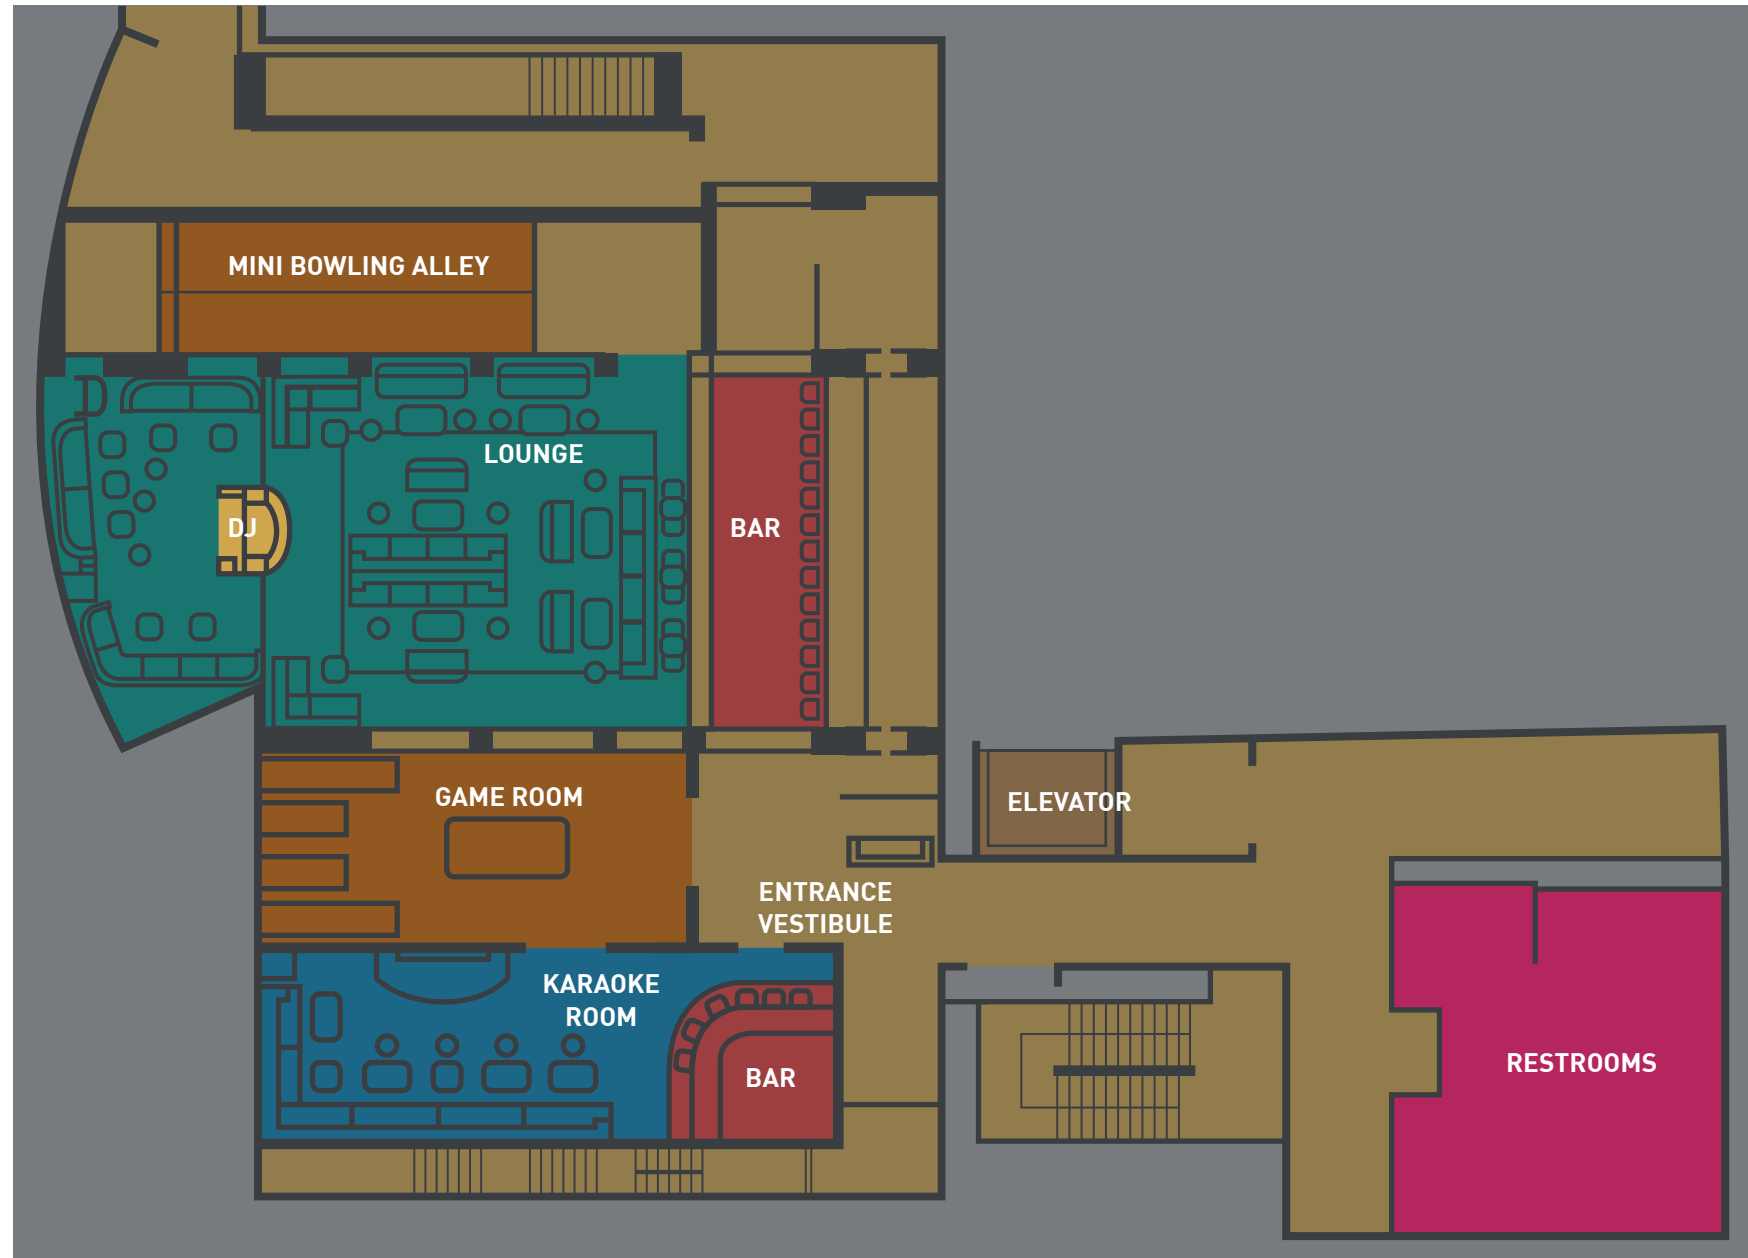 MINI BOWLING ALLEY
LOUNGE
DJ
BAR
GAME ROOM
ELEVATOR
ENTRANCE
VESTIBULE
KARAOKE
ROOM
BAR
RESTROOMS